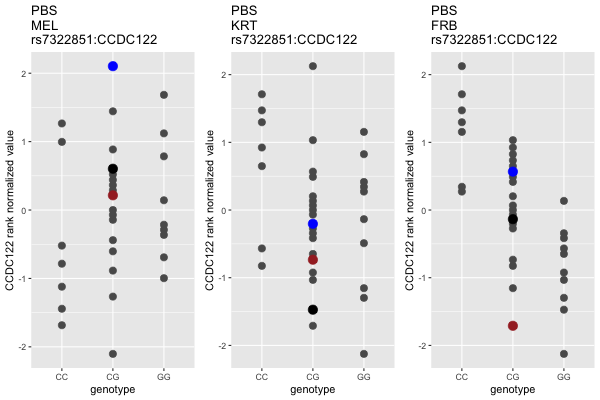 PBS
MEL
rs7322851:CCDC122
CCDC122 rank normalized value
2
1
0
-1
-2
CC
CG
GG
genotype
PBS
KRT
rs7322851:CCDC122
CCDC122 rank normalized value
2
1
0
-1
-2
CC
CG
GG
genotype
PBS
FRB
rs7322851:CCDC122
CCDC122 rank normalized value
2
1
0
-1
-2
CC
CG
GG
genotype